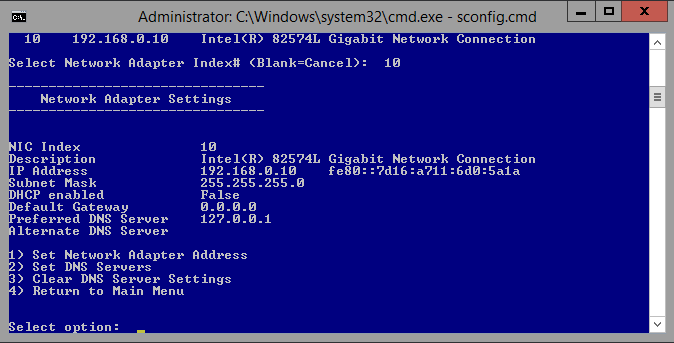 Administrator: C:\Windows\system32\cmd.exe - sconfig.cmd
10 192.168.0.10 Intel(R) 82574L Gigabit Network Connection
Select Network Adapter Index# (Blank=Cancel): 10
--------------------------------
Network Adapter Settings
--------------------------------
NIC Index 10
Description Intel(R) 82574L Gigabit Network Connection
IP Address 192.168.0.10 fe80::7d16:a711:6d0:5a1a
Subnet Mask 255.255.255.0
DHCP enabled False
Default Gateway 0.0.0.0
Preferred DNS Server 127.0.0.1
Alternate DNS Server
1) Set Network Adapter Address
2) Set DNS Servers
3) Clear DNS Server Settings
4) Return to Main Menu
Select option: _